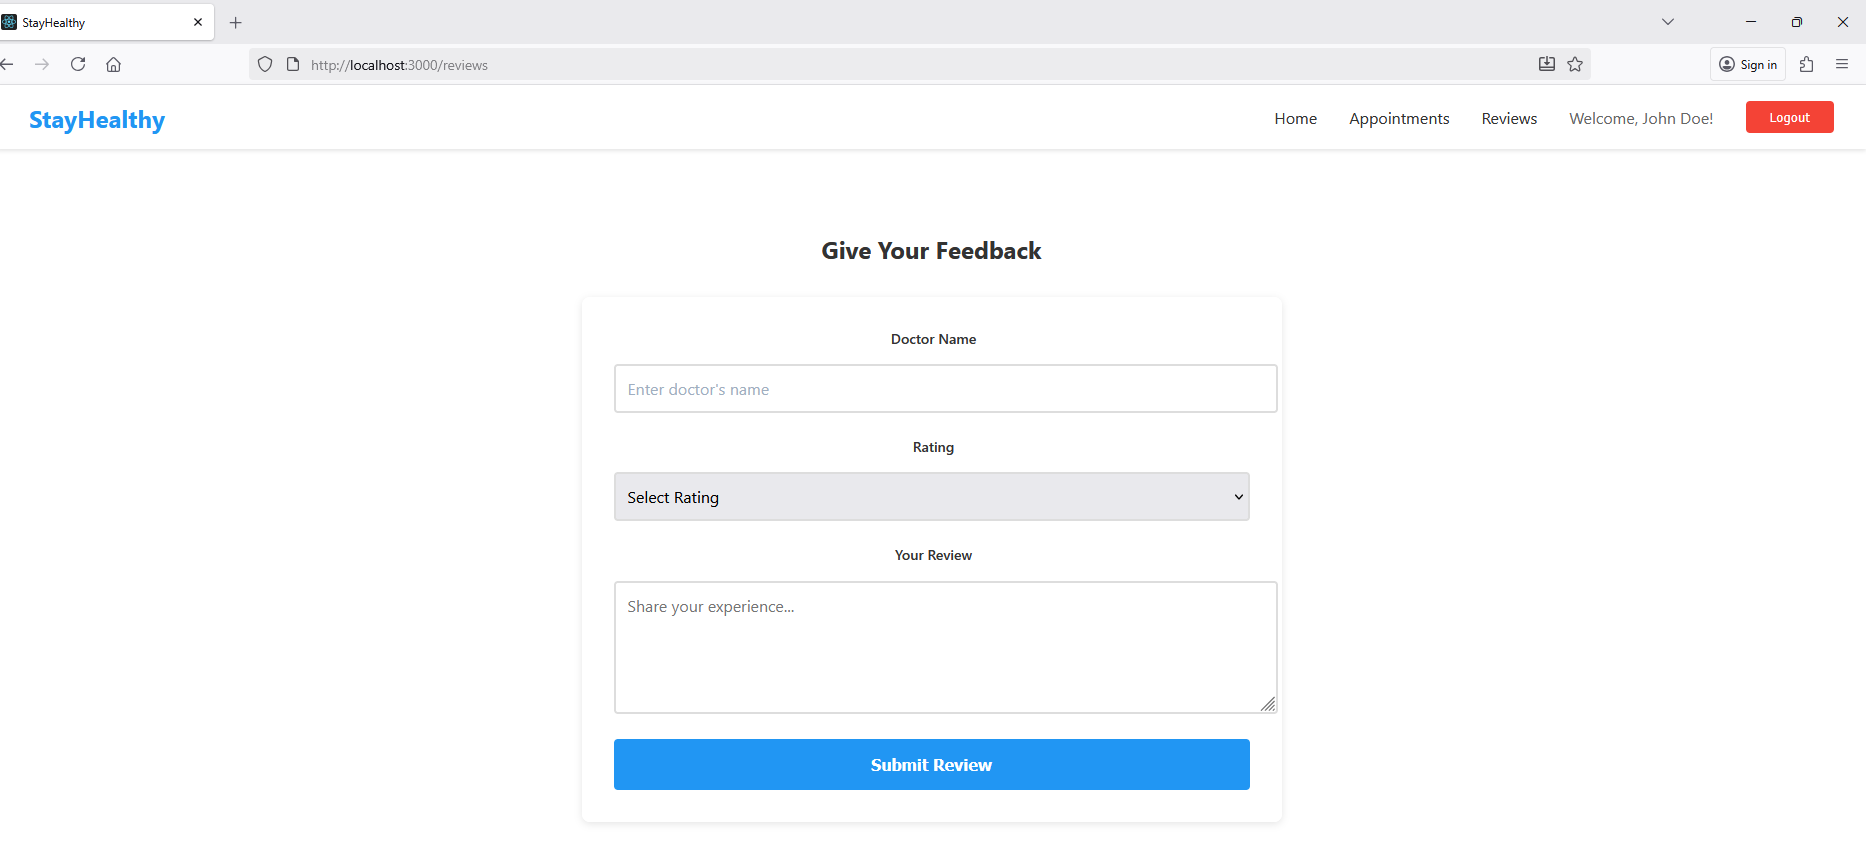 StayHealthy
http://localhost:3000/reviews
Sign in
StayHealthy
Home Appointments Reviews Welcome, John Doe! Logout
Give Your Feedback
Doctor Name
Enter doctor's name
Rating
Select Rating
Your Review
Share your experience...
Submit Review